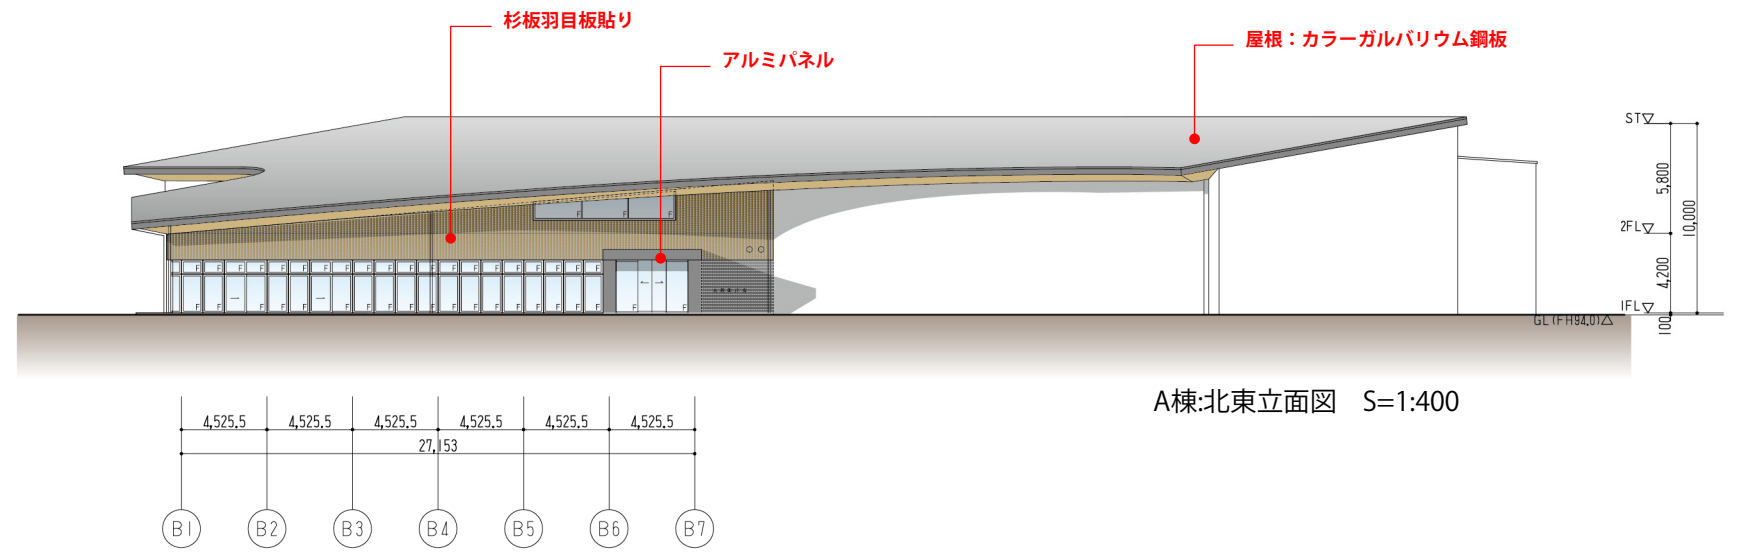 杉板羽目板貼り
屋根：カラーガルバリウム鋼板
アルミパネル
ST▽
5,800
10,000
2FL▽
4,200
1FL▽
100
GL(FH94.0)△
F F F
F F F F F F F F F F F F F F F F F F F F
← →
→ →
A棟:北東立面図 S=1:400
4,525.5 4,525.5 4,525.5 4,525.5 4,525.5 4,525.5
27,153
B1 B2 B3 B4 B5 B6 B7